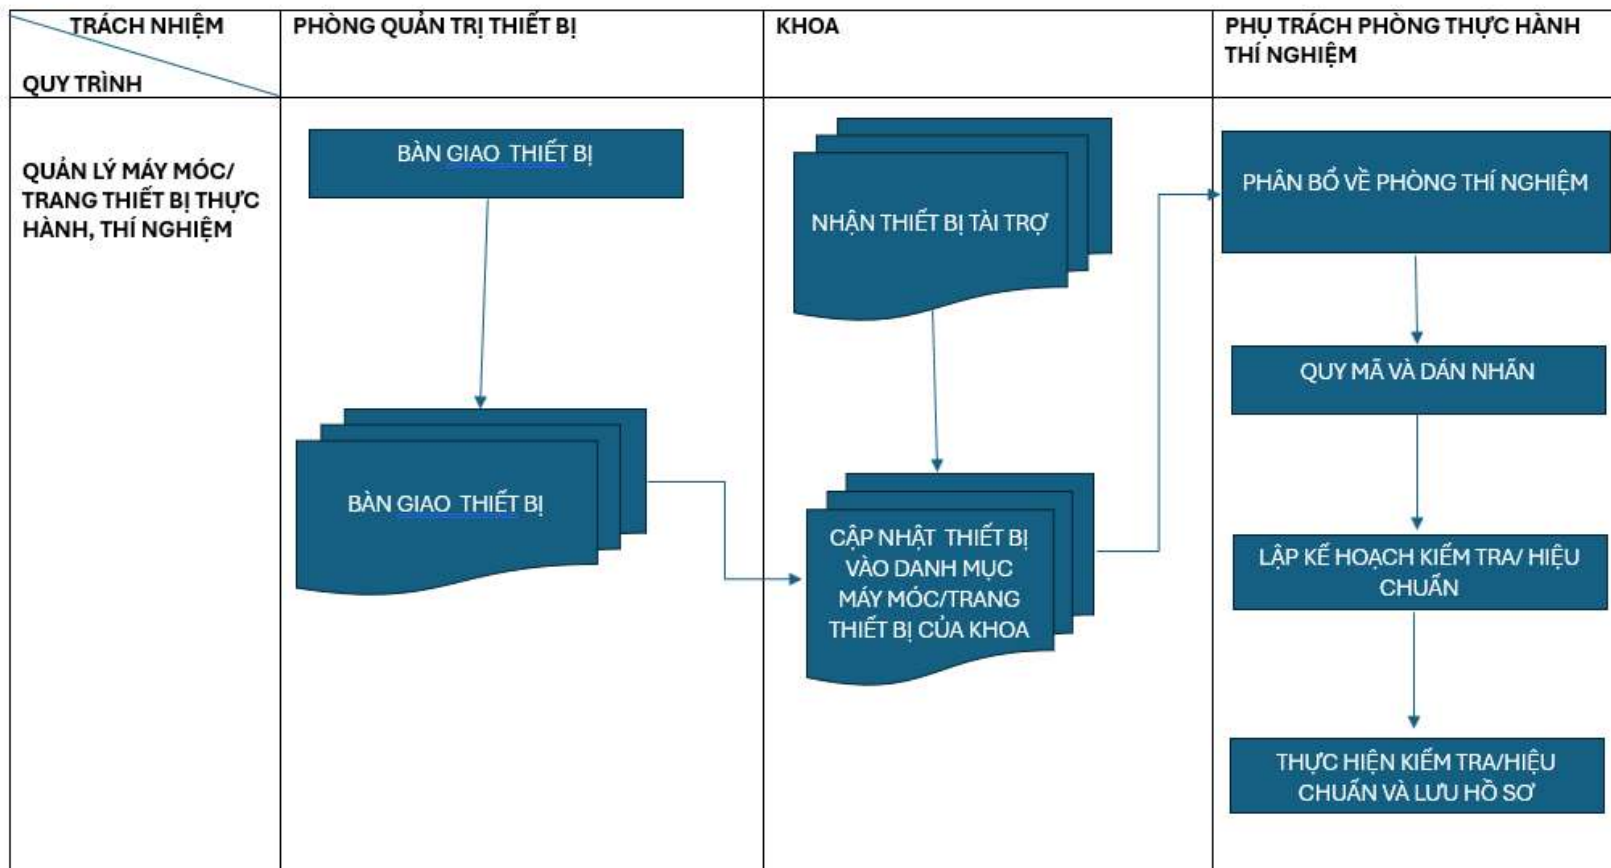 TRÁCH NHIỆM
QUY TRÌNH
PHÒNG QUẢN TRỊ THIẾT BỊ
KHOA
PHỤ TRÁCH PHÒNG THỰC HÀNH
THÍ NGHIỆM
QUẢN LÝ MÁY MÓC/
TRANG THIẾT BỊ THỰC
HÀNH, THÍ NGHIỆM
BÀN GIAO THIẾT BỊ
BÀN GIAO THIẾT BỊ
NHẬN THIẾT BỊ TÀI TRỢ
CẬP NHẬT THIẾT BỊ
VÀO DANH MỤC
MÁY MÓC/TRANG
THIẾT BỊ CỦA KHOA
PHÂN BỔ VỀ PHÒNG THÍ NGHIỆM
QUY MÃ VÀ DÁN NHÃN
LẬP KẾ HOẠCH KIỂM TRA/ HIỆU
CHUẨN
THỰC HIỆN KIỂM TRA/HIỆU
CHUẨN VÀ LƯU HỒ SƠ